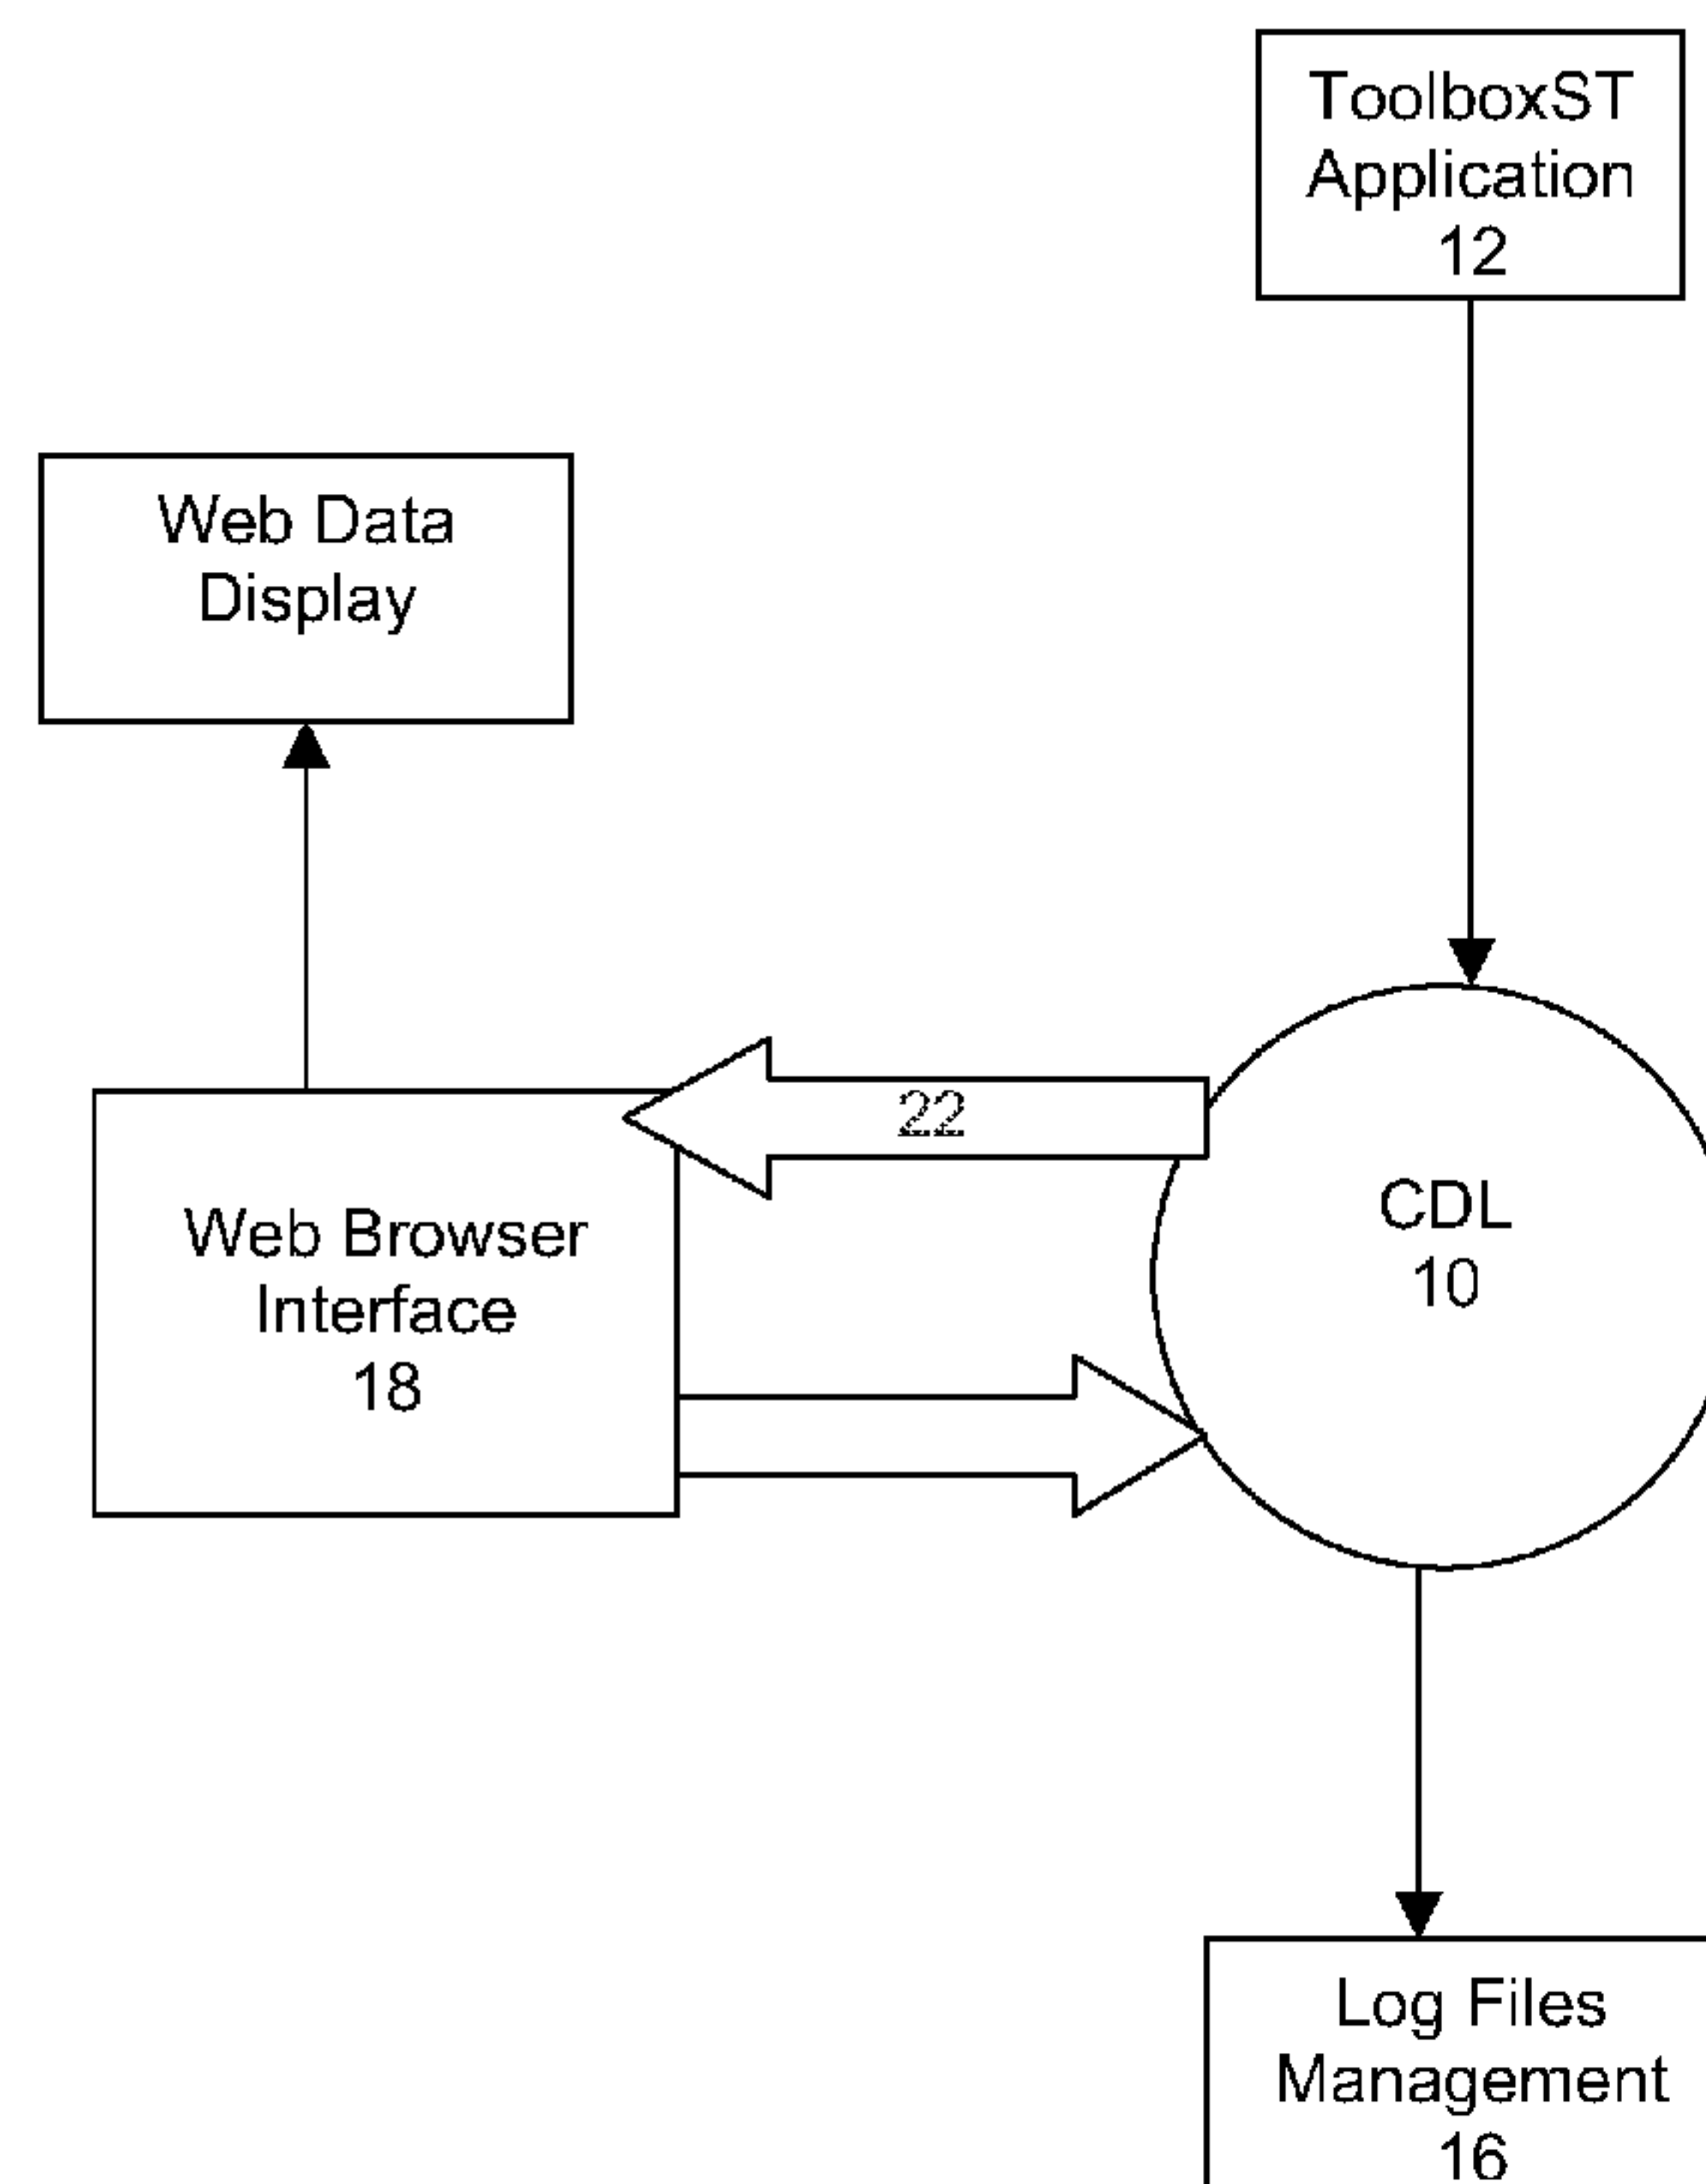 ToolboxST
Application
12
Web Data
Display
22
CDL
10
Web Browser
Interface
18
Log Files
Management
16